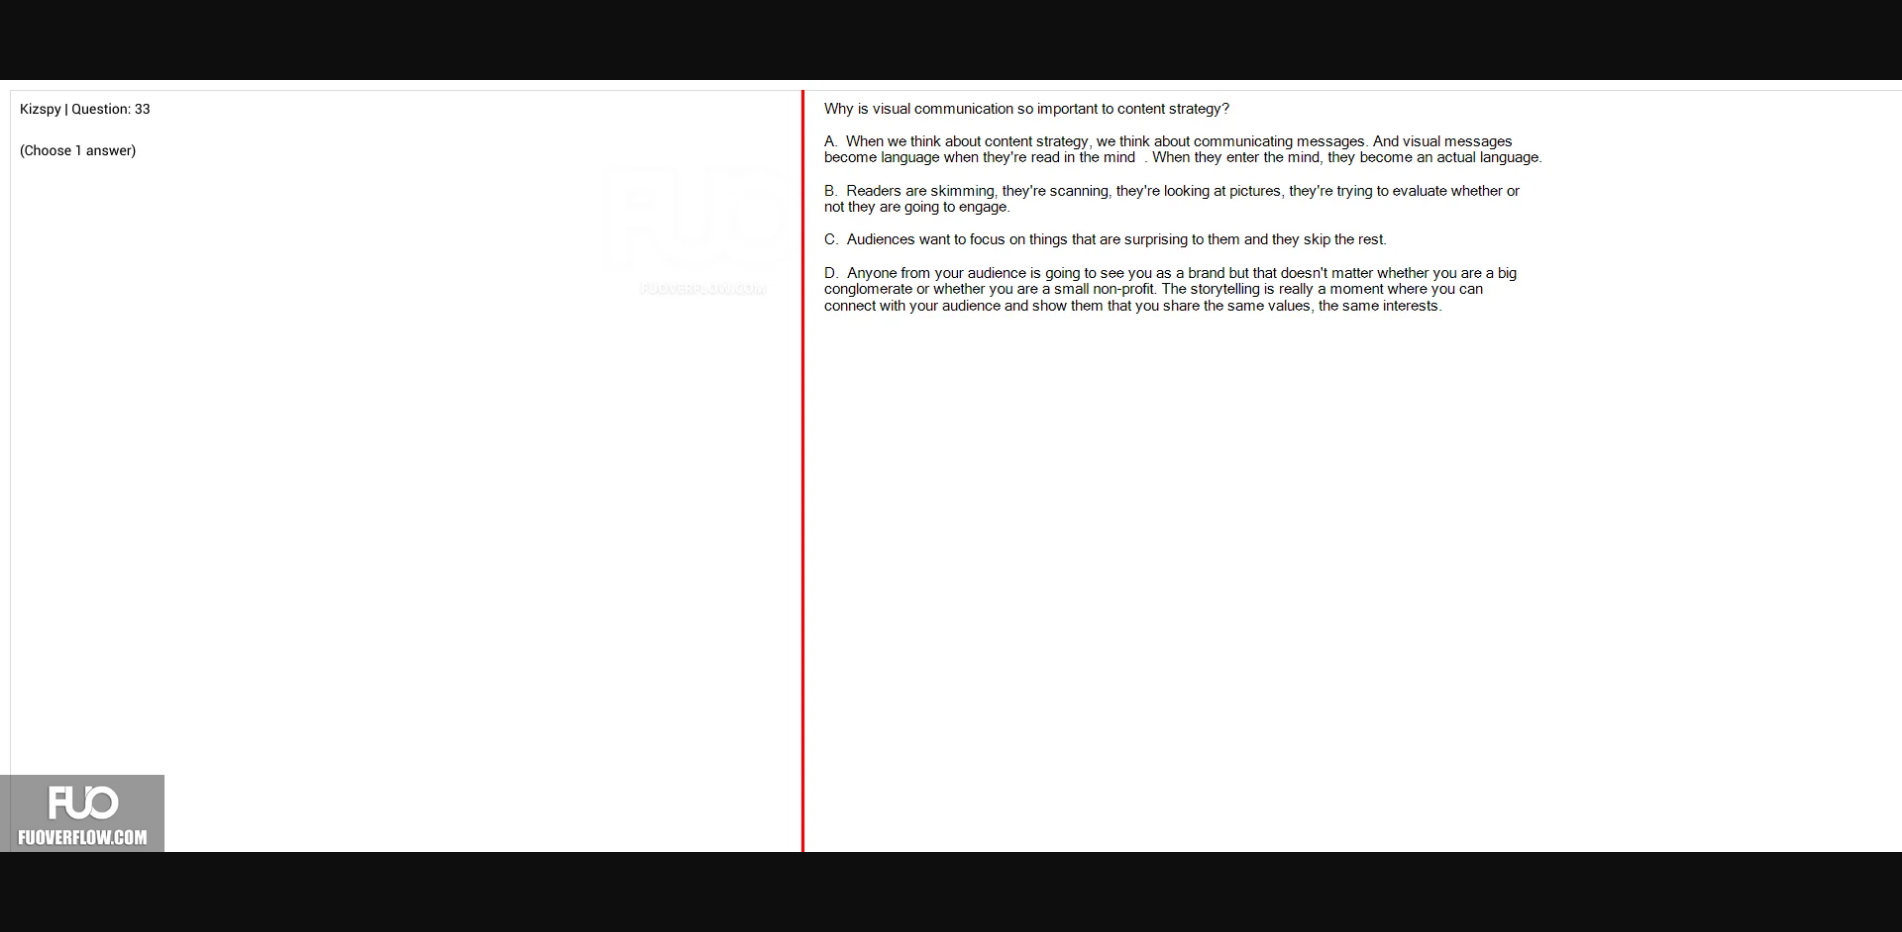 Kizspy | Question: 33
(Choose 1 answer)
FUO
FUOVERFLOW.COM
Why is visual communication so important to content strategy?
A. When we think about content strategy, we think about communicating messages. And visual messages
become language when they're read in the mind . When they enter the mind, they become an actual language.
B. Readers are skimming, they're scanning, they're looking at pictures, they're trying to evaluate whether or
not they are going to engage.
C. Audiences want to focus on things that are surprising to them and they skip the rest.
D. Anyone from your audience is going to see you as a brand but that doesn't matter whether you are a big
conglomerate or whether you are a small non-profit. The storytelling is really a moment where you can
connect with your audience and show them that you share the same values, the same interests.
FUO
FUOVERFLOW.COM